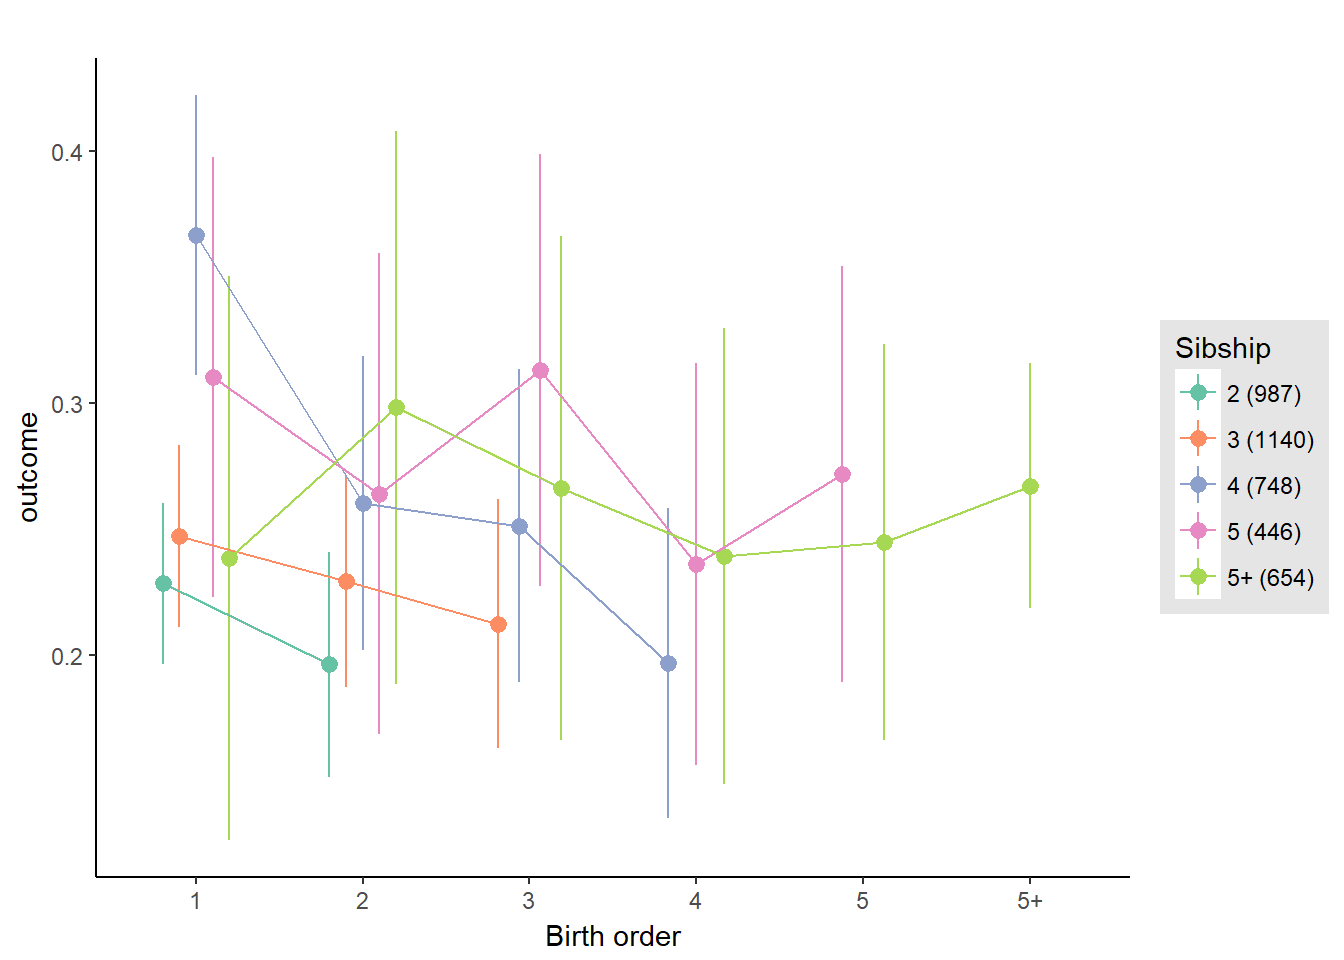 outcome
0.4
0.3
0.2
1 2 3 4 5 5+
Birth order
Sibship
2 (987)
3 (1140)
4 (748)
5 (446)
5+ (654)